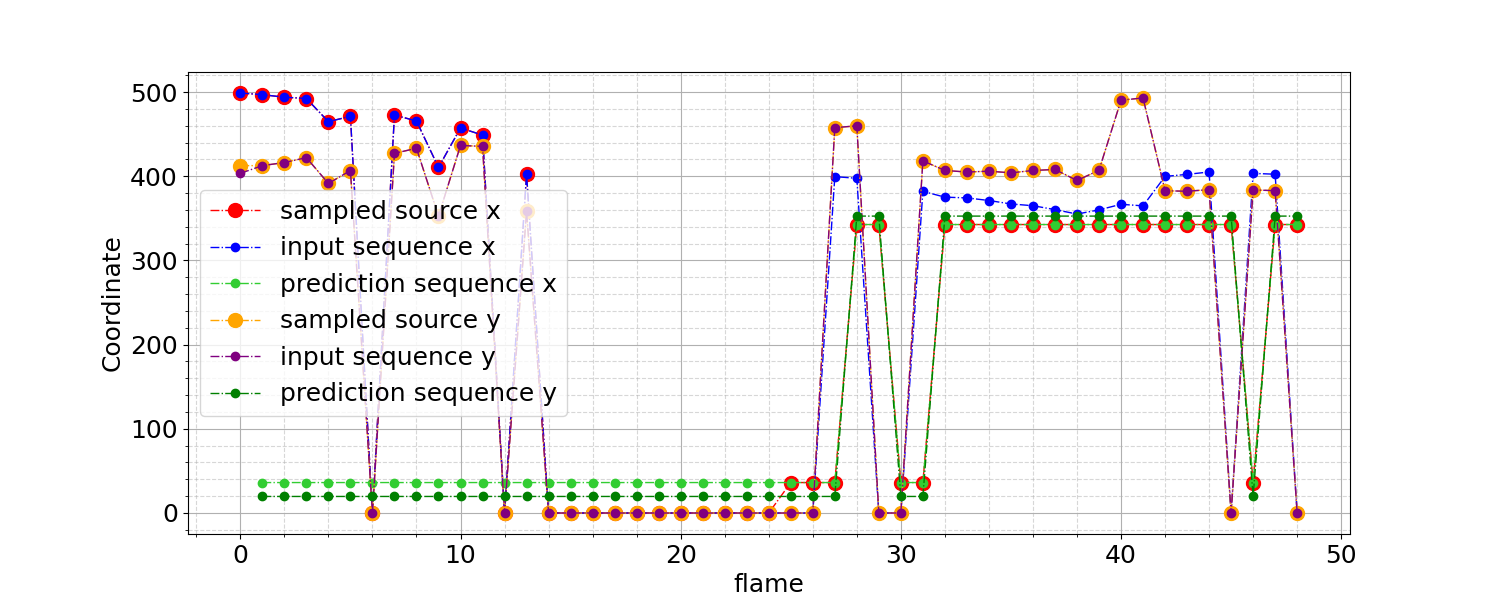 500
400
300
200
100
0
Coordinate
sampled source x
input sequence x
prediction sequence x
sampled source y
input sequence y
prediction sequence y
0 10 20 30 40 50
flame